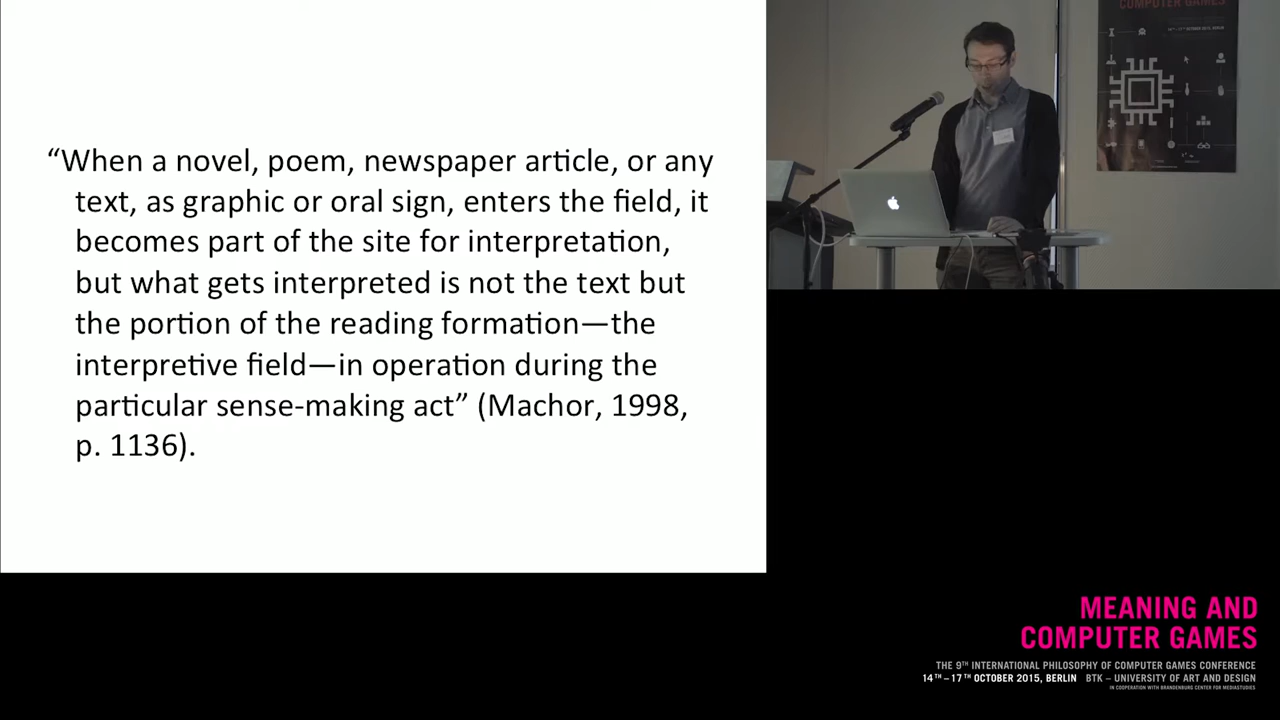 “When a novel, poem, newspaper article, or any
text, as graphic or oral sign, enters the field, it
becomes part of the site for interpretation,
but what gets interpreted is not the text but
the portion of the reading formation—the
interpretive field—in operation during the
particular sense-making act” (Machor, 1998,
p. 1136).
COMPUTER GAMES
MEANING AND
COMPUTER GAMES
THE 9TH INTERNATIONAL PHILOSOPHY OF COMPUTER GAMES CONFERENCE
14TH – 17TH OCTOBER 2015, BERLIN BTK – UNIVERSITY OF ART AND DESIGN
IN COOPERATION WITH BRANDENBURG CENTER FOR MEDIASTUDIES